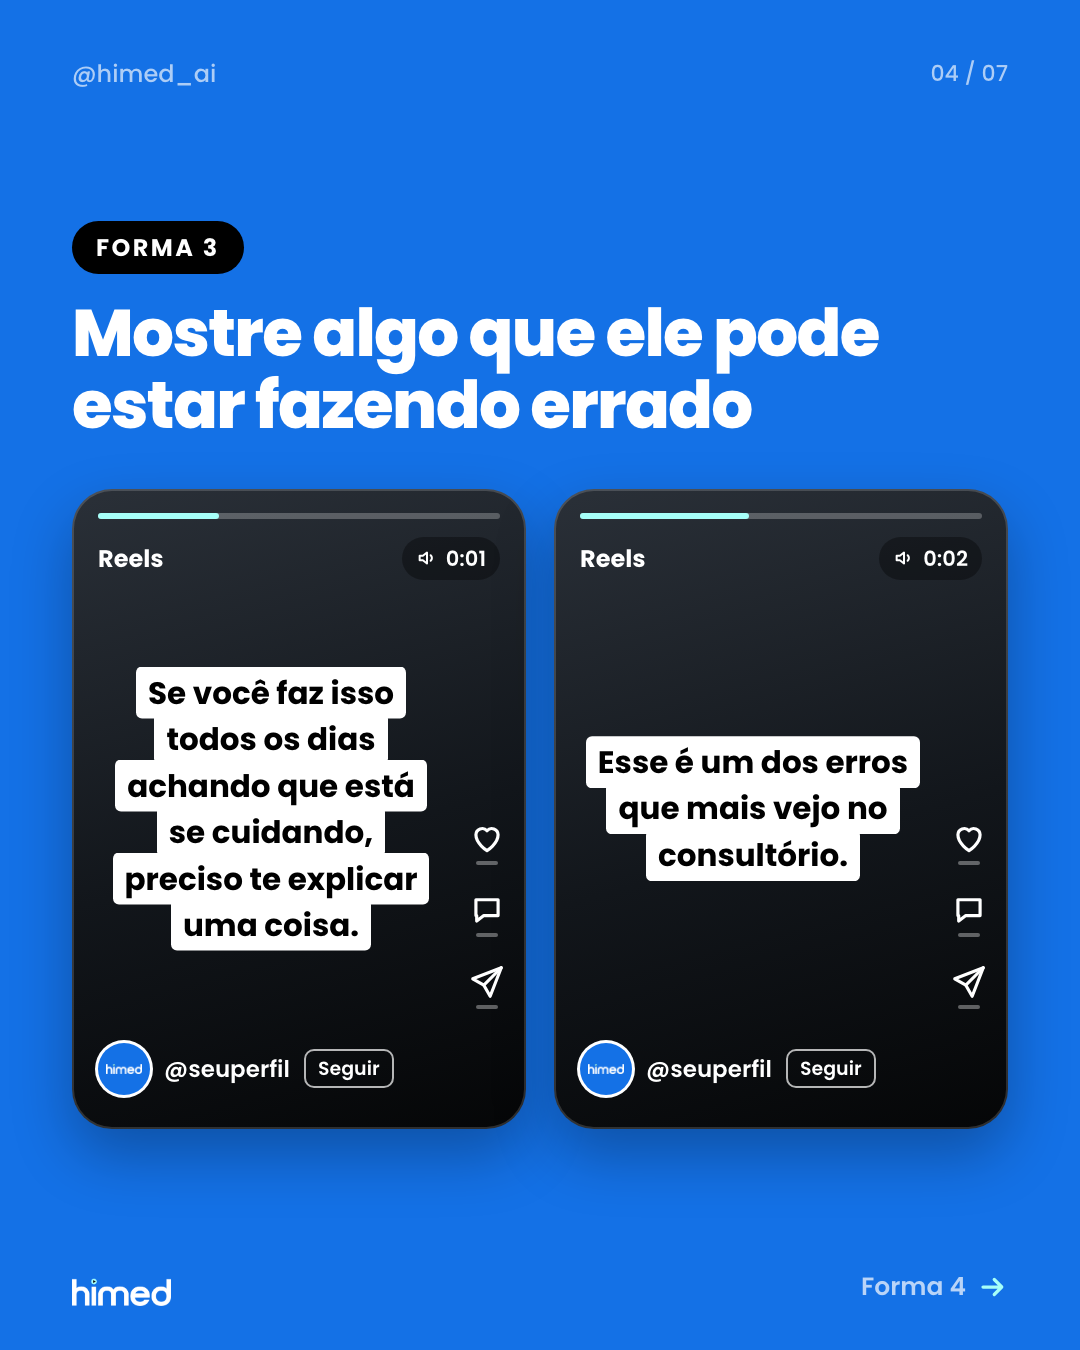 @himed_ai
04 / 07
FORMA 3
Mostre algo que ele pode
estar fazendo errado
Reels
0:01
Se você faz isso
todos os dias
achando que está
se cuidando,
preciso te explicar
uma coisa.
himed
@seuperfil
Seguir
Reels
0:02
Esse é um dos erros
que mais vejo no
consultório.
himed
@seuperfil
Seguir
himed
Forma 4